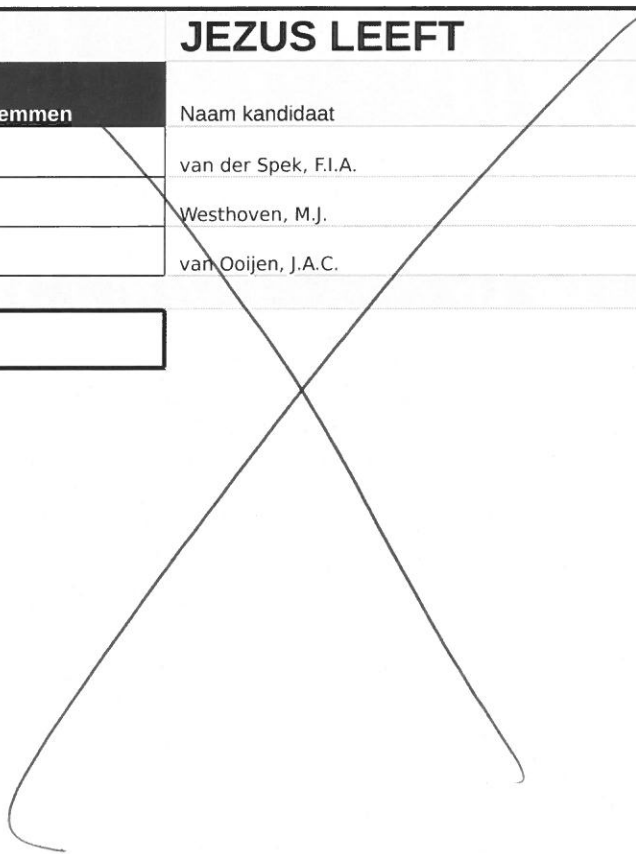 JEZUS LEEFT
emmen Naam kandidaat
van der Spek, F.I.A.
Westhoven, M.J.
van Ooijen, J.A.C.